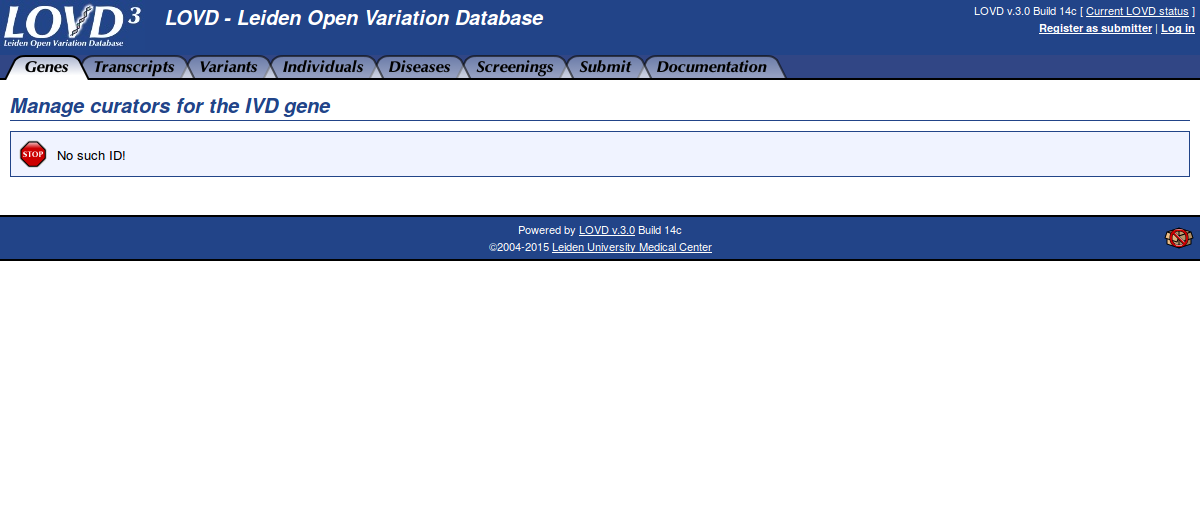 LOVD 3
Leiden Open Variation Database
LOVD - Leiden Open Variation Database
LOVD v.3.0 Build 14c [ Current LOVD status ]
Register as submitter | Log in
Genes Transcripts Variants Individuals Diseases Screenings Submit Documentation
Manage curators for the IVD gene
STOP No such ID!
Powered by LOVD v.3.0 Build 14c
©2004-2015 Leiden University Medical Center